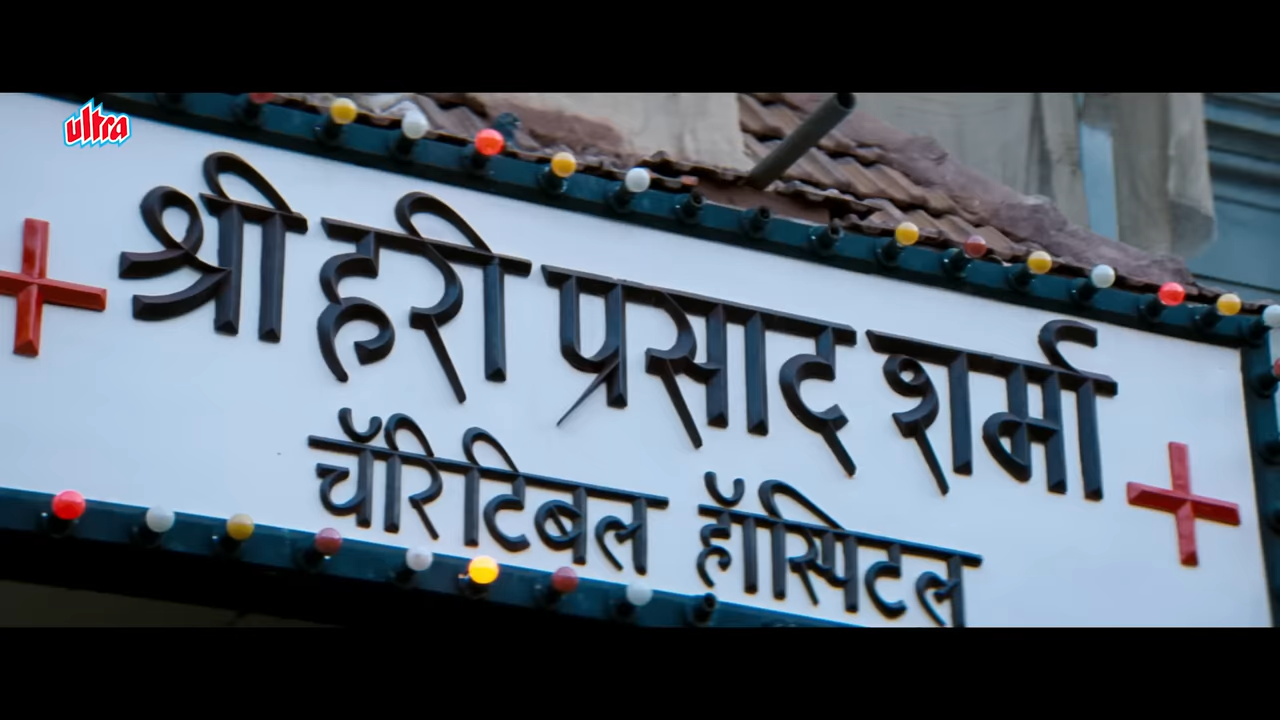 ultra
श्री हरी प्रसाद शर्मा
चॅारिटिबल हॅास्पिटल